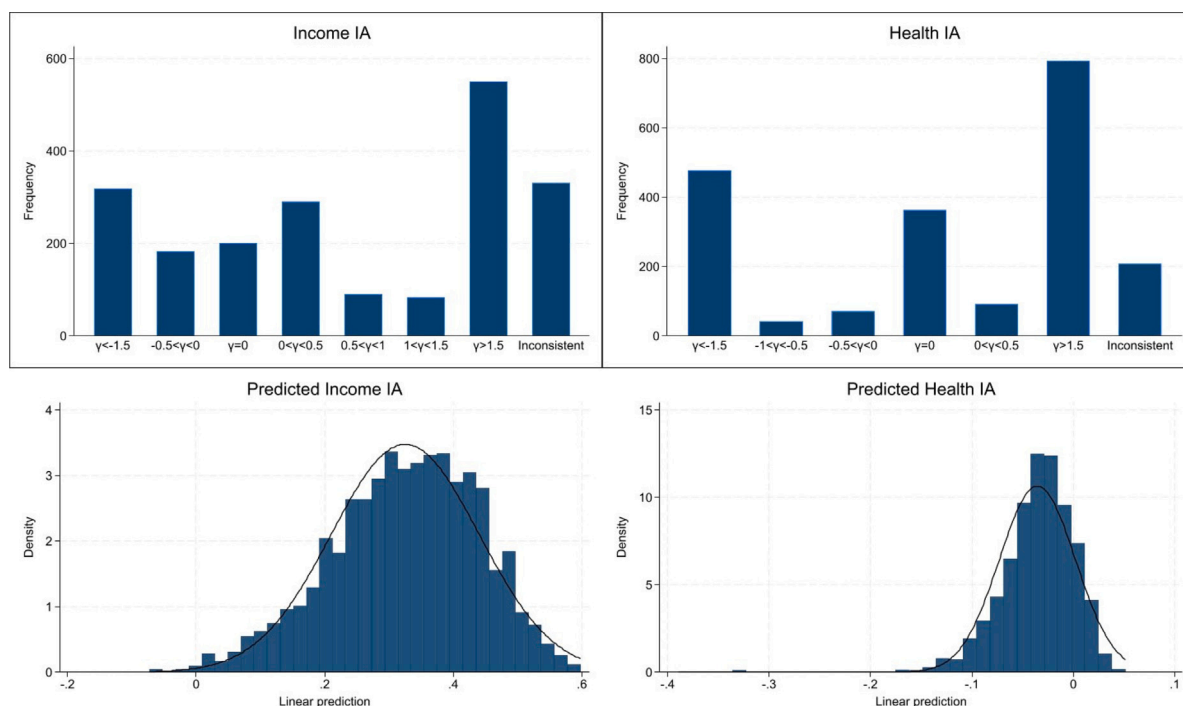 Income IA
600
400
200
0
Frequency
γ<-1.5 -0.5<γ<0 γ=0 0<γ<0.5 0.5<γ<1 1<γ<1.5 γ>1.5 Inconsistent
Health IA
800
600
400
200
0
Frequency
γ<-1.5 -1<γ<-0.5 -0.5<γ<0 γ=0 0<γ<0.5 γ>1.5 Inconsistent
Predicted Income IA
4
3
2
1
0
Density
-.2 0 .2 .4 .6
Linear prediction
Predicted Health IA
15
10
5
0
Density
-.4 -.3 -.2 -.1 0 .1
Linear prediction